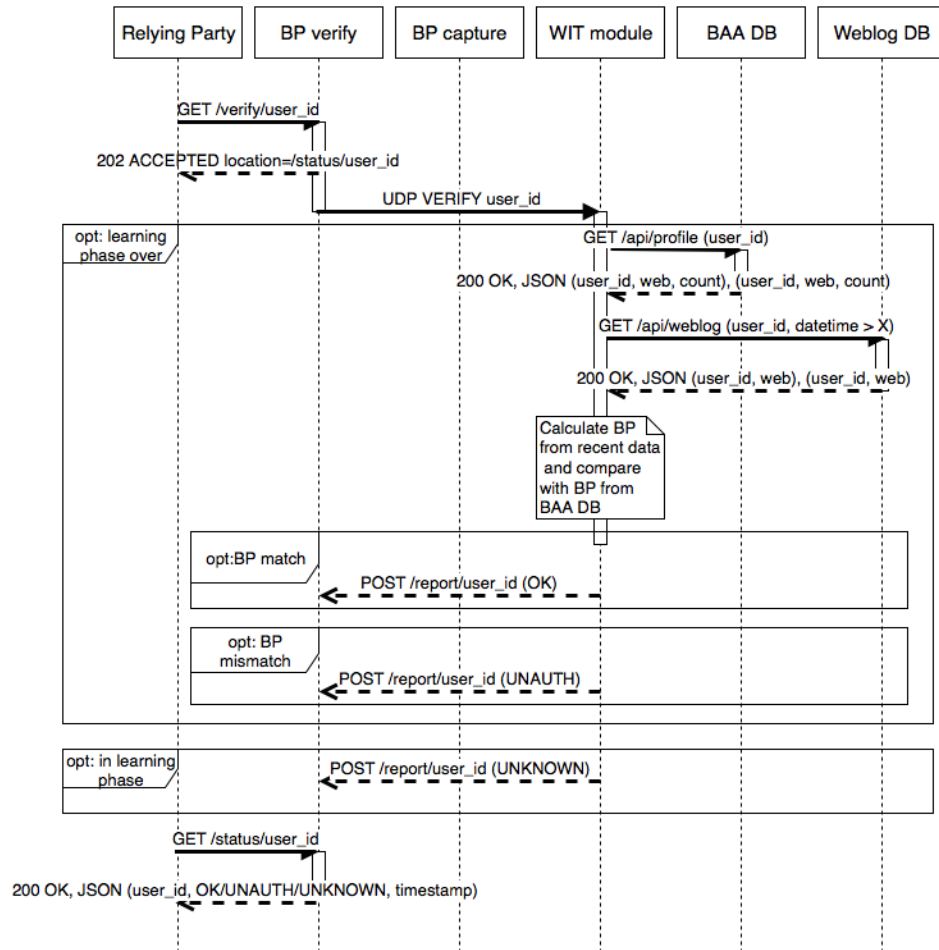 Relying Party
BP verify
BP capture
WIT module
BAA DB
Weblog DB
GET /verify/user_id
202 ACCEPTED location=/status/user_id
UDP VERIFY user_id
opt: learning
phase over
GET /api/profile (user_id)
200 OK, JSON (user_id, web, count), (user_id, web, count)
GET /api/weblog (user_id, datetime > X)
200 OK, JSON (user_id, web), (user_id, web)
Calculate BP
from recent data
and compare
with BP from
BAA DB
opt:BP match
POST /report/user_id (OK)
opt: BP
mismatch
POST /report/user_id (UNAUTH)
opt: in learning
phase
POST /report/user_id (UNKNOWN)
GET /status/user_id
200 OK, JSON (user_id, OK/UNAUTH/UNKNOWN, timestamp)